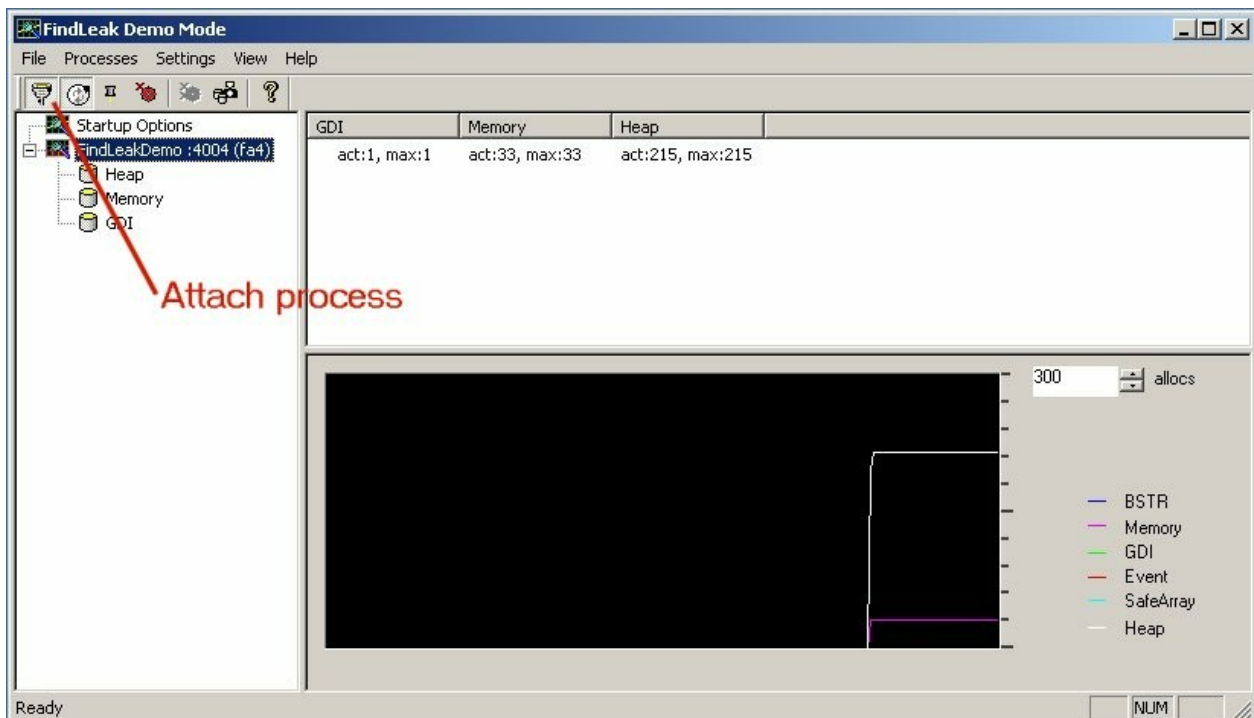 FindLeak Demo Mode
File Processes Settings View Help
Startup Options
FindLeakDemo :4004 (fa4)
Heap
Memory
GDI
Attach process
GDI Memory Heap
act:1, max:1 act:33, max:33 act:215, max:215
300 allocs
BSTR
Memory
GDI
Event
SafeArray
Heap
Ready NUM